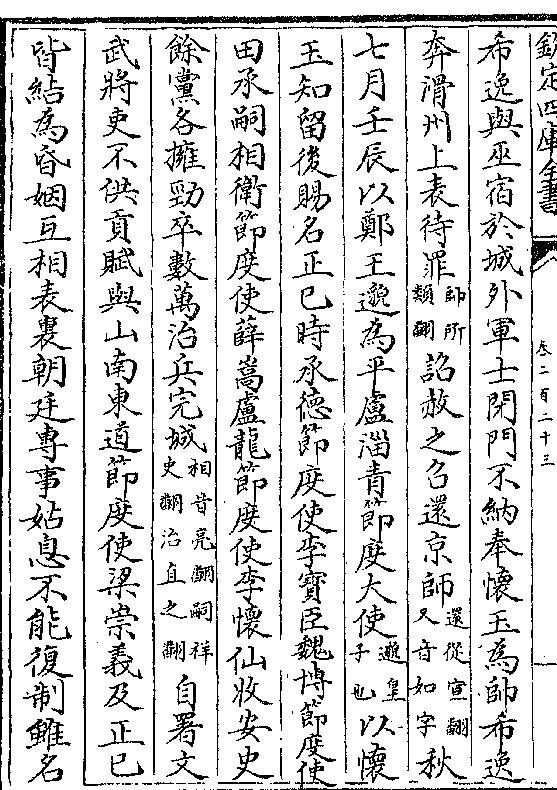 欽定四庫全書
卷二百二十三
希逸與巫宿於城外軍士閉門不納奉懷玉為帥希逸
奔滑州上表待罪帥所類翻詔赦之召還京師還從宣翻又音如字秋
七月壬辰以鄭王邈為平盧淄青節度大使邈皇子也以懷
玉知留後賜名正已時承德節度使李寶臣魏博節度使
田承嗣相衛節度使薛嵩盧龍節度使李懷仙收安史
餘黨各擁勁卒數萬治兵完城相昔亮翻嗣祥吏翻治直之翻自署文
武將吏不供貢賦與山南東道節度使梁崇義及正已
皆結為昏姻互相表裏朝廷專事姑息不能復制雖名